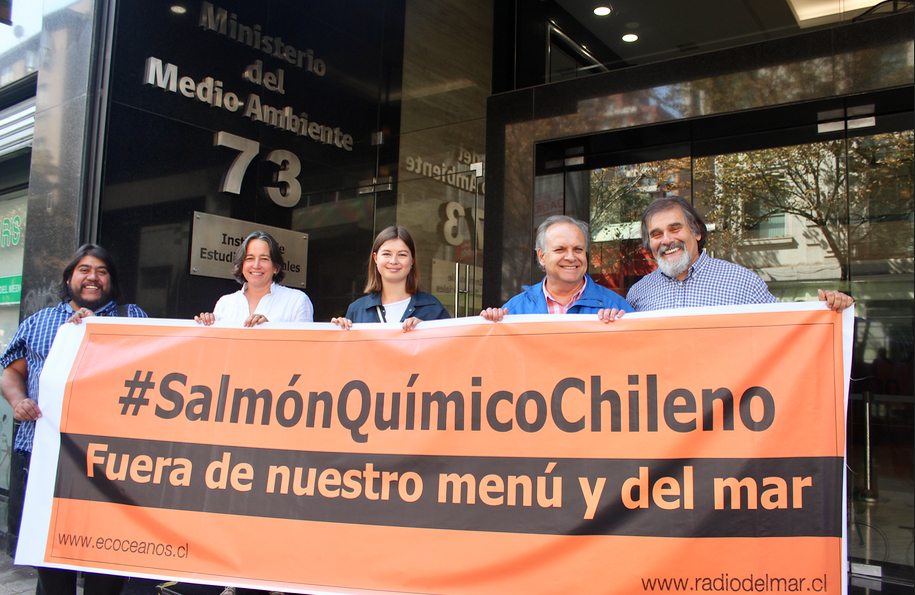 Ministerio
del
Medio Ambiente
73
#SalmónQuímicoChileno
Fuera de nuestro menú y del mar
www.ecoceanos.cl
www.radiodelmar.cl